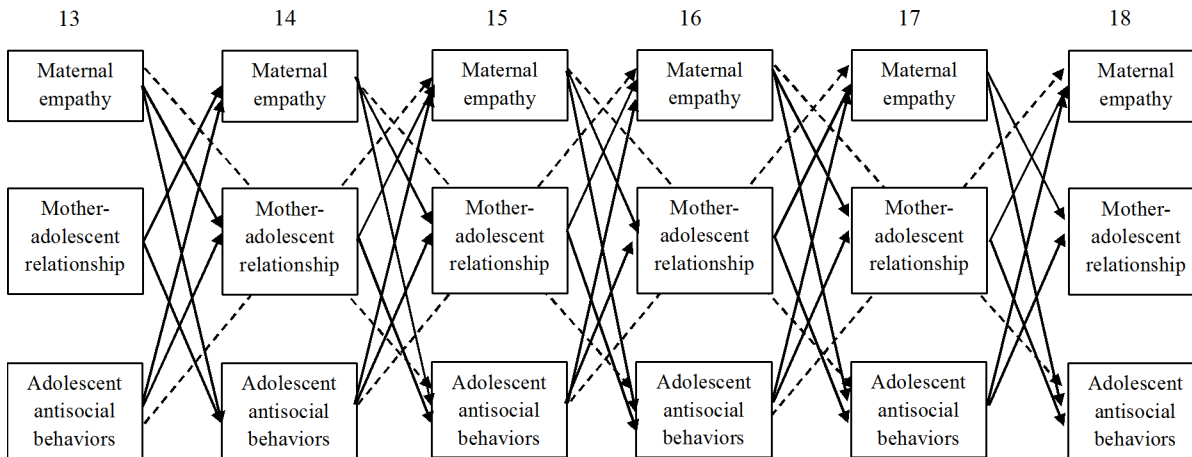 13 14 15 16 17 18
Maternal empathy Maternal empathy Maternal empathy Maternal empathy Maternal empathy Maternal empathy
Mother-adolescent relationship Mother-adolescent relationship Mother-adolescent relationship Mother-adolescent relationship Mother-adolescent relationship Mother-adolescent relationship
Adolescent antisocial behaviors Adolescent antisocial behaviors Adolescent antisocial behaviors Adolescent antisocial behaviors Adolescent antisocial behaviors Adolescent antisocial behaviors